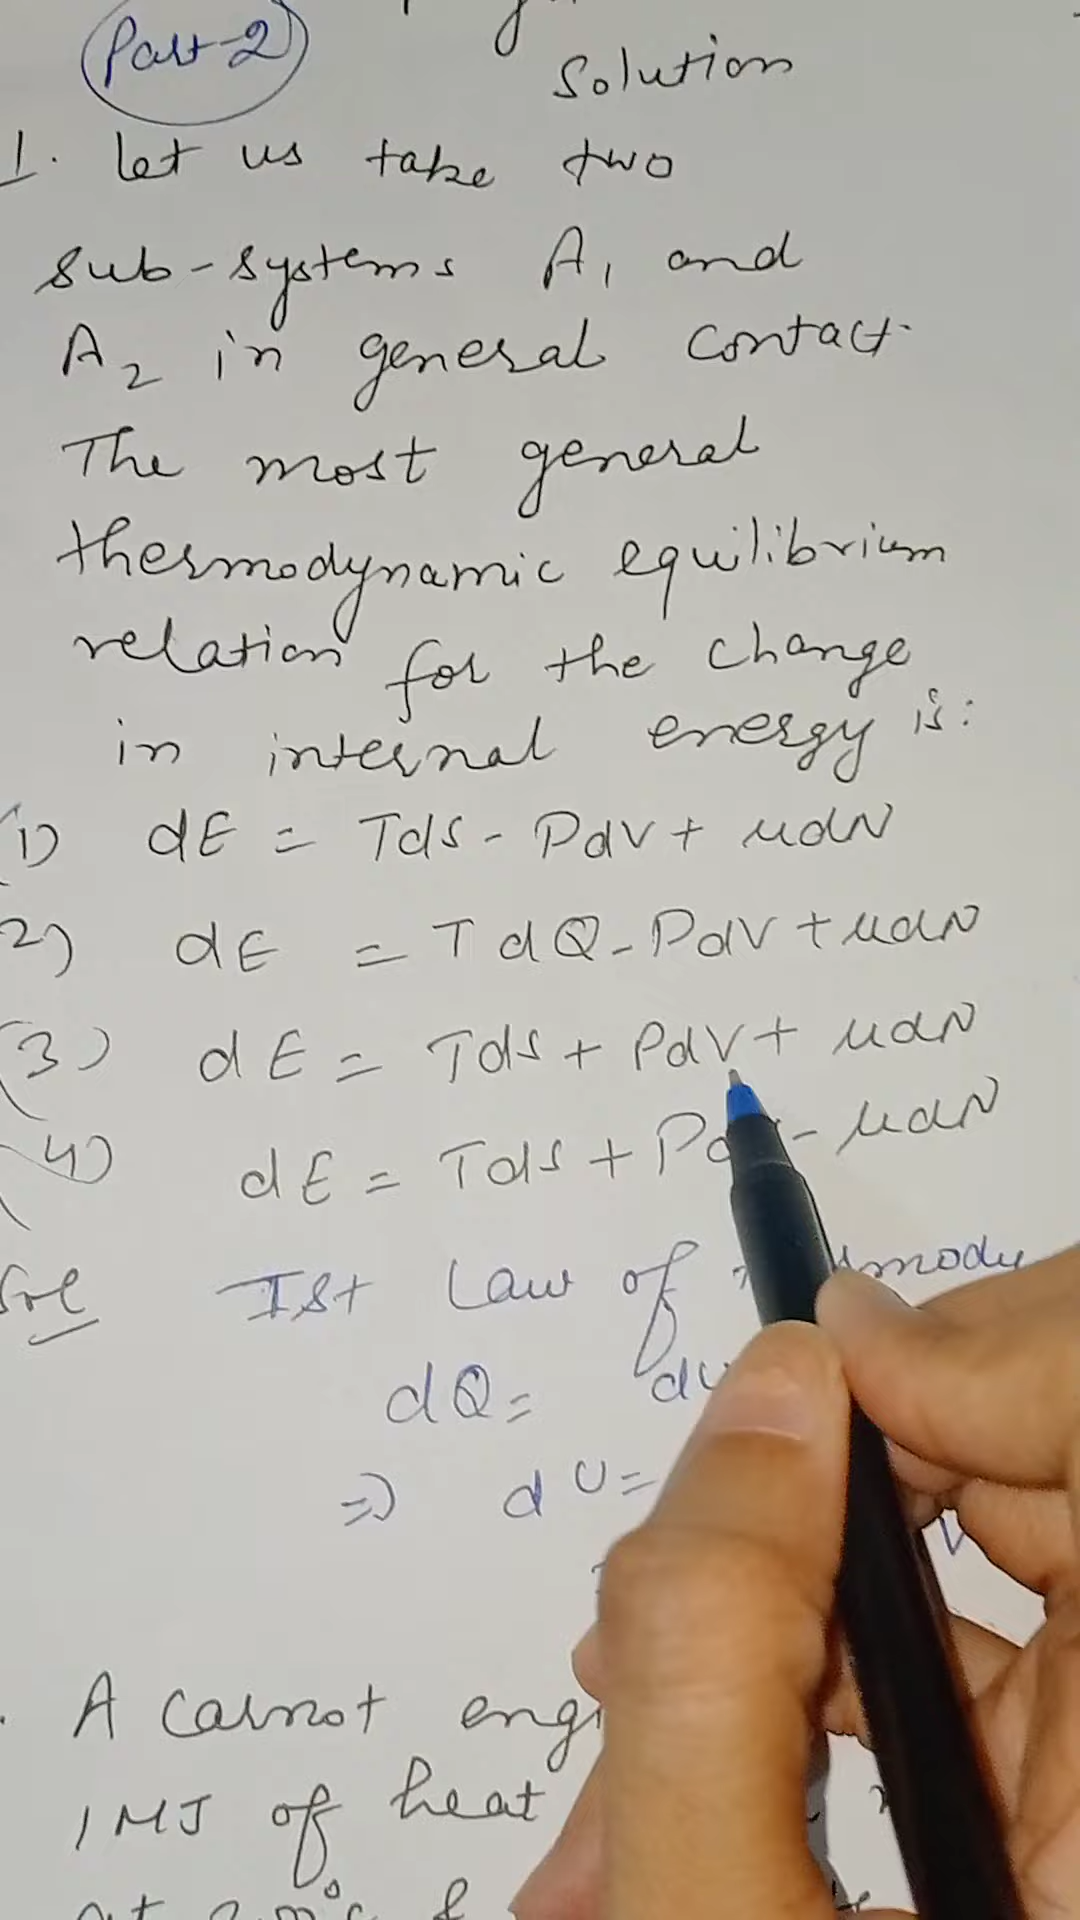 Part-2
Solution
1. Let us take two
sub-systems A₁ and
A₂ in general contact.
The most general
thermodynamic equilibrium
relation for the change
in internal energy is:
(1) dE = TdS - PdV + μdN
2) dE = TdQ - PdV + μdN
(3) dE = TdS + PdV + μdN
(4) dE = TdS + - μdN
Sol Ist Law of
dQ =
=> dU =
A Carnot
1MJ of heat
at